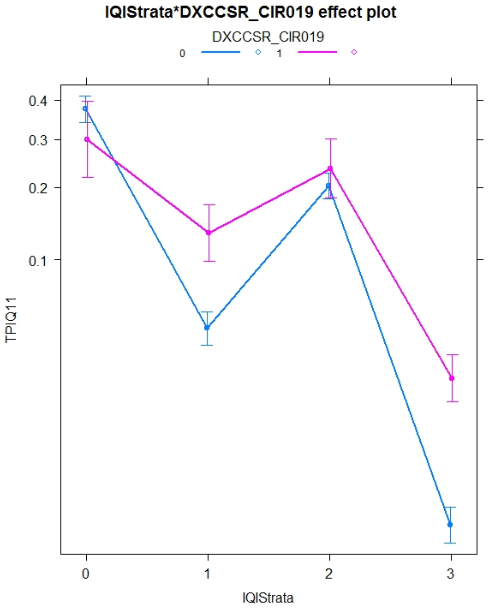 IQIStrata*DXCCSR_CIR019 effect plot
DXCCSR_CIR019
0 1
0.4
0.3
0.2
0.1
TPIQ11
0 1 2 3
IQIStrata